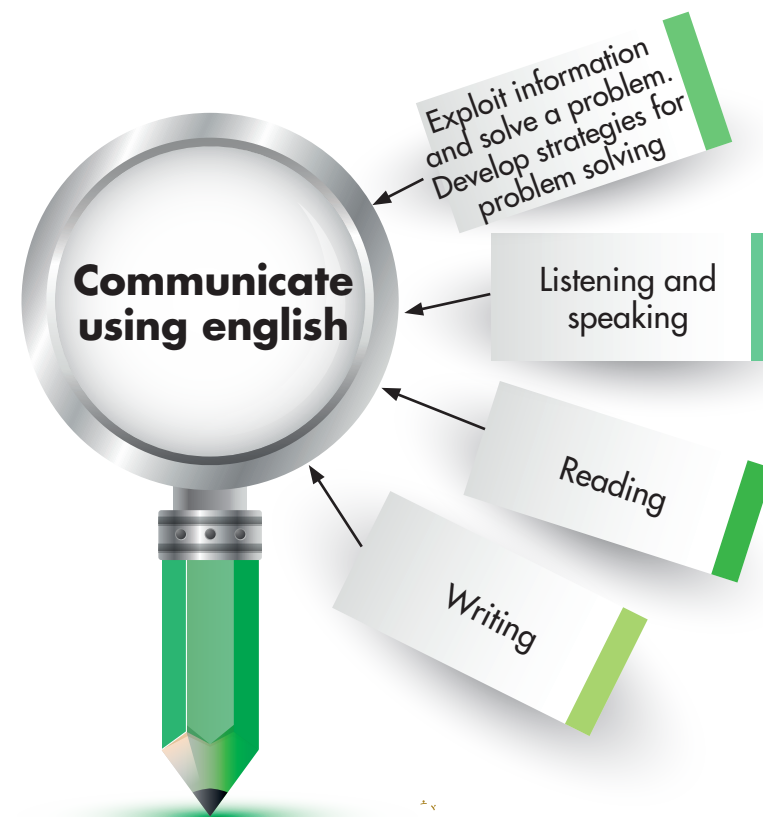 Exploit information
and solve a problem.
Develop strategies for
problem solving
Communicate
using english
Listening and
speaking
Reading
Writing